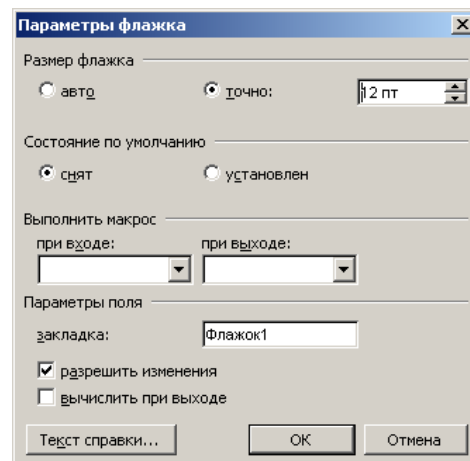 Параметры флажка
Размер флажка
авто точно: 12 пт
Состояние по умолчанию
снят установлен
Выполнить макрос
при входе: при выходе:
Параметры поля
закладка: Флажок1
разрешить изменения
вычислить при выходе
Текст справки... ОК Отмена